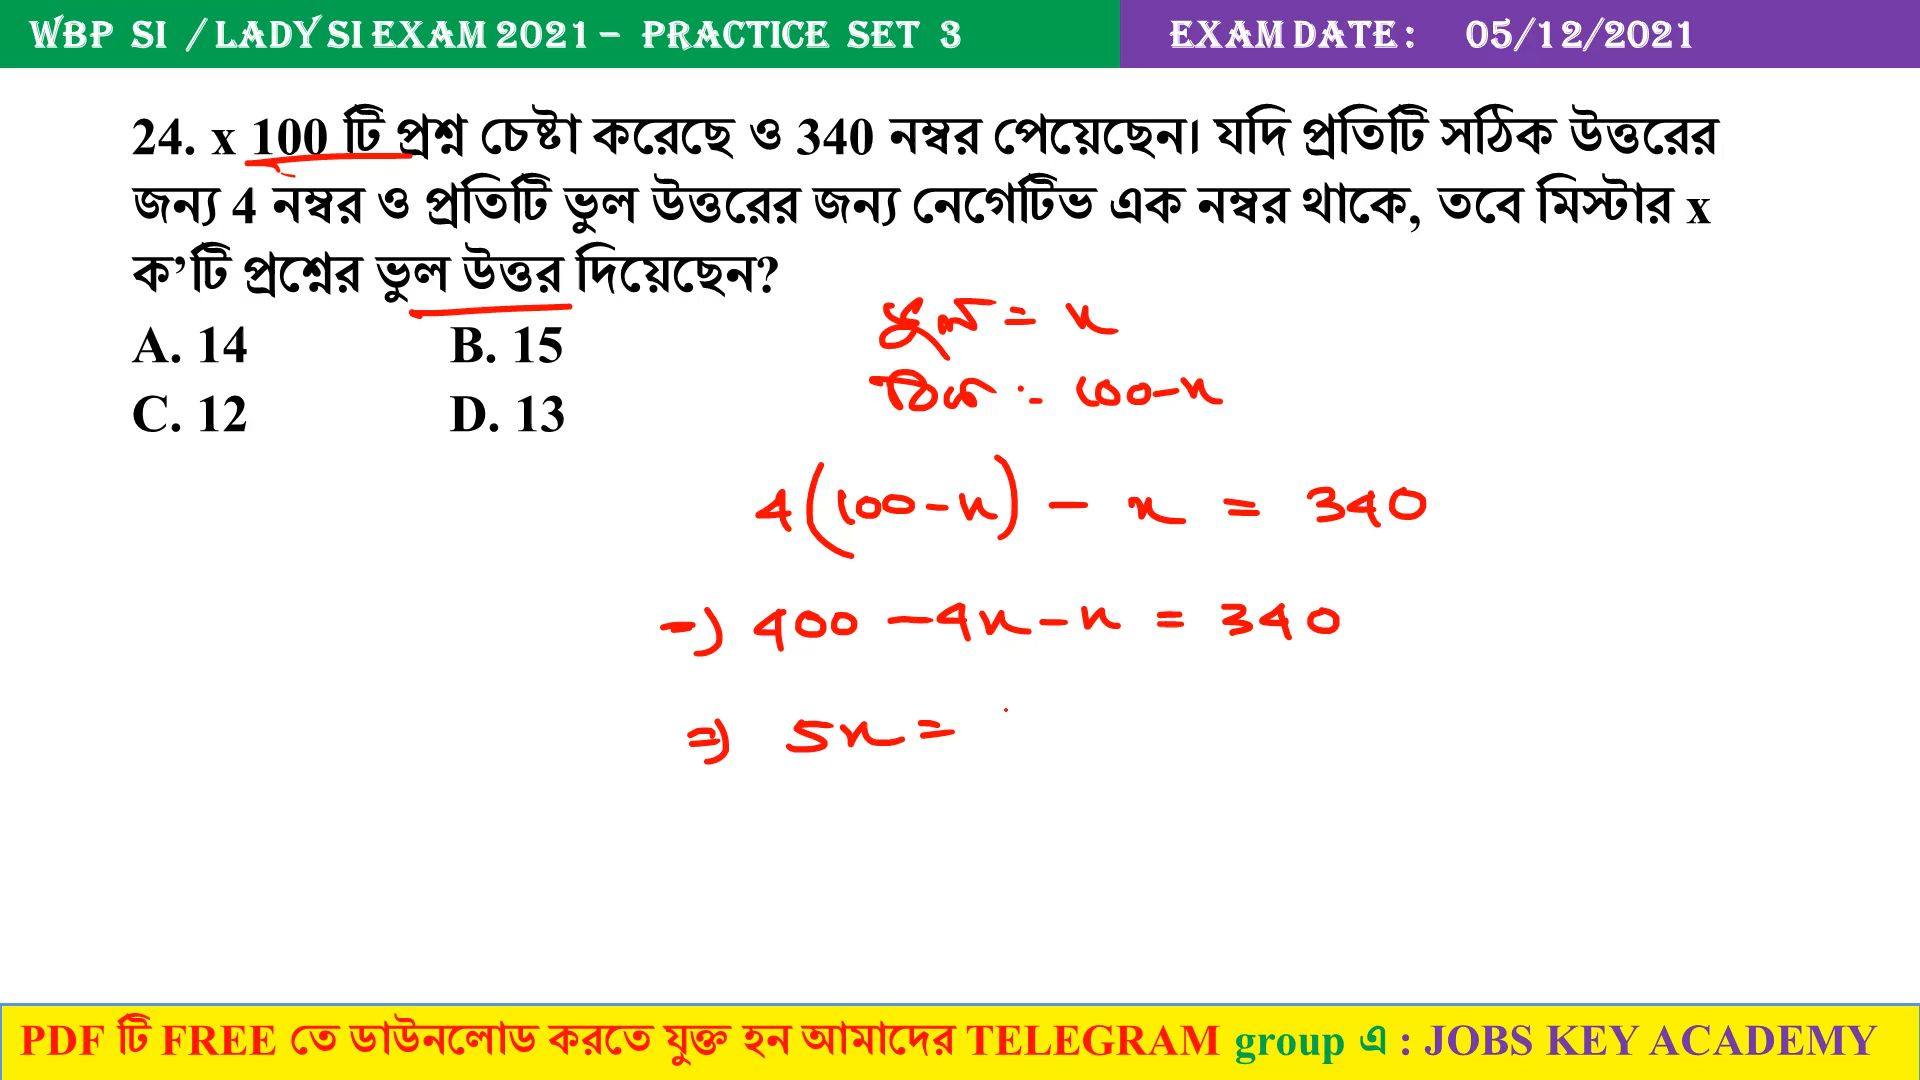 WBP SI / LADY SI EXAM 2021 – PRACTICE SET 3
EXAM DATE : 05/12/2021
24. x 100 টি প্রশ্ন চেষ্টা করেছে ও 340 নম্বর পেয়েছেন। যদি প্রতিটি সঠিক উত্তরের
জন্য 4 নম্বর ও প্রতিটি ভুল উত্তরের জন্য নেগেটিভ এক নম্বর থাকে, তবে মিস্টার x
ক’টি প্রশ্নের ভুল উত্তর দিয়েছেন?
A. 14 B. 15
C. 12 D. 13
ভুল = x
ঠিক := 100-x
4(100-x) - x = 340
-) 400 -4x-x = 340
=) 5x =
PDF টি FREE তে ডাউনলোড করতে যুক্ত হন আমাদের TELEGRAM group এ : JOBS KEY ACADEMY